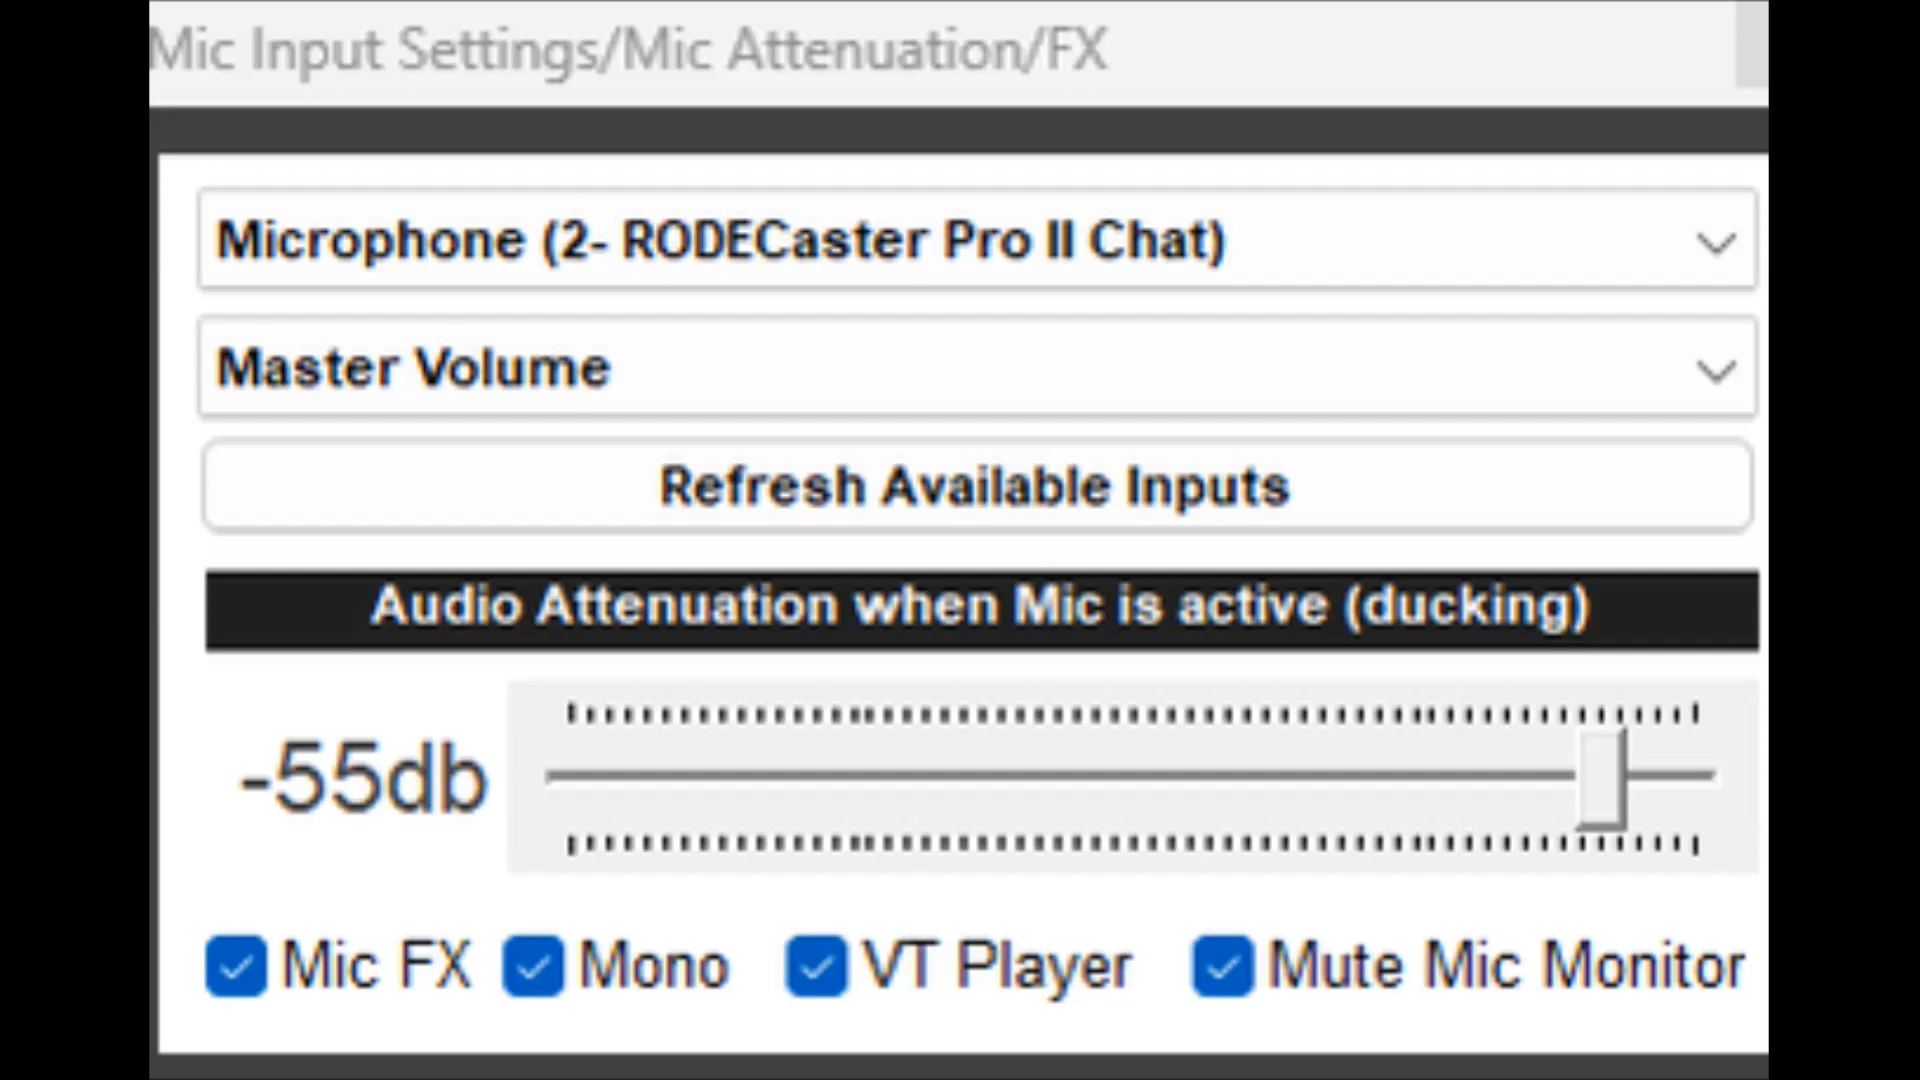 Mic Input Settings/Mic Attenuation/FX
Microphone (2- RODECaster Pro II Chat)
Master Volume
Refresh Available Inputs
Audio Attenuation when Mic is active (ducking)
-55db
Mic FX Mono VT Player Mute Mic Monitor